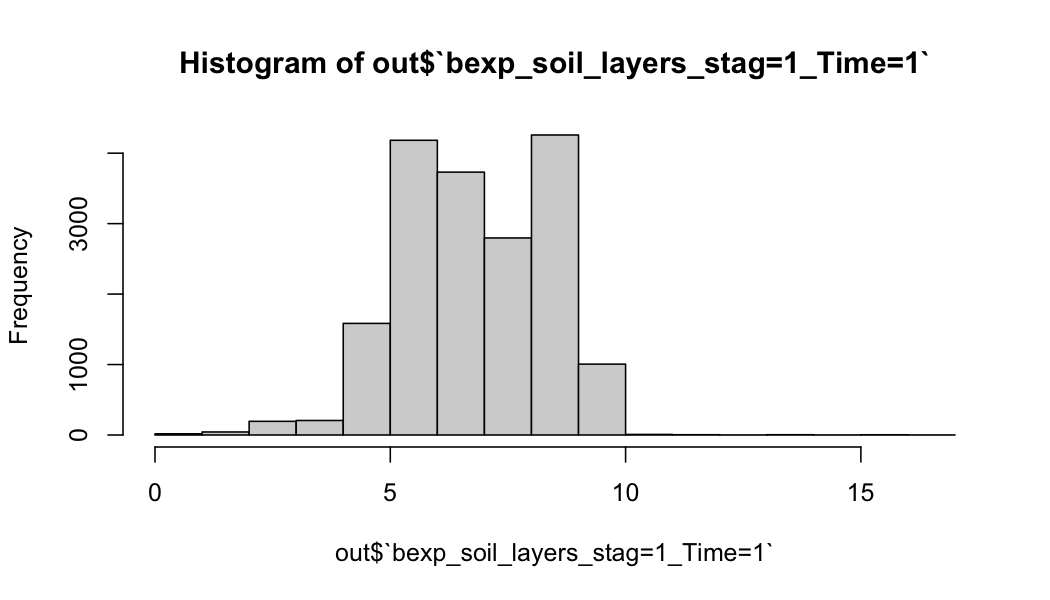 Histogram of out$`bexp_soil_layers_stag=1_Time=1`
Frequency
3000
1000
0
0 5 10 15
out$`bexp_soil_layers_stag=1_Time=1`